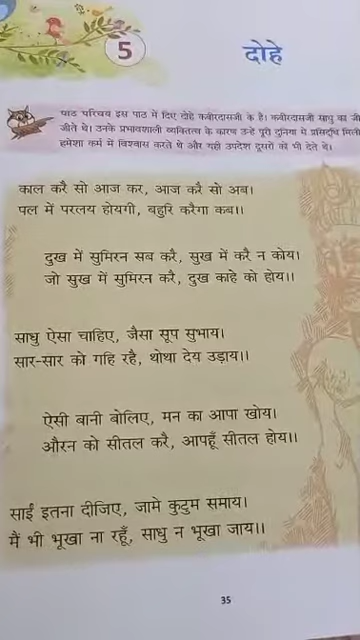 5
दोहे
पाठ परिचय इस पाठ में दिए दोहे कबीरदासजी के है। कबीरदासजी साधु का जी
जीते थे। उनके प्रभावशाली व्यक्तित्व के कारण उन्हें पूरी दुनिया में प्रसिद्धि मिली
हमेशा कर्म में विश्वास करते थे और यही उपदेश दूसरों को भी देते थे।
काल करै सो आज कर, आज करै सो अब।
पल में परलय होयगी, बहुरि करैगा कब।।
दुख में सुमिरन सब करै, सुख में करै न कोय।
जो सुख में सुमिरन करै, दुख काहे को होय।।
साधु ऐसा चाहिए, जैसा सूप सुभाय।
सार-सार को गहि रहै, थोथा देय उड़ाय।।
ऐसी बानी बोलिए, मन का आपा खोय।
औरन को सीतल करै, आपहूँ सीतल होय।।
साईं इतना दीजिए, जामे कुटुम समाय।
मैं भी भूखा ना रहूँ, साधु न भूखा जाय।।
35